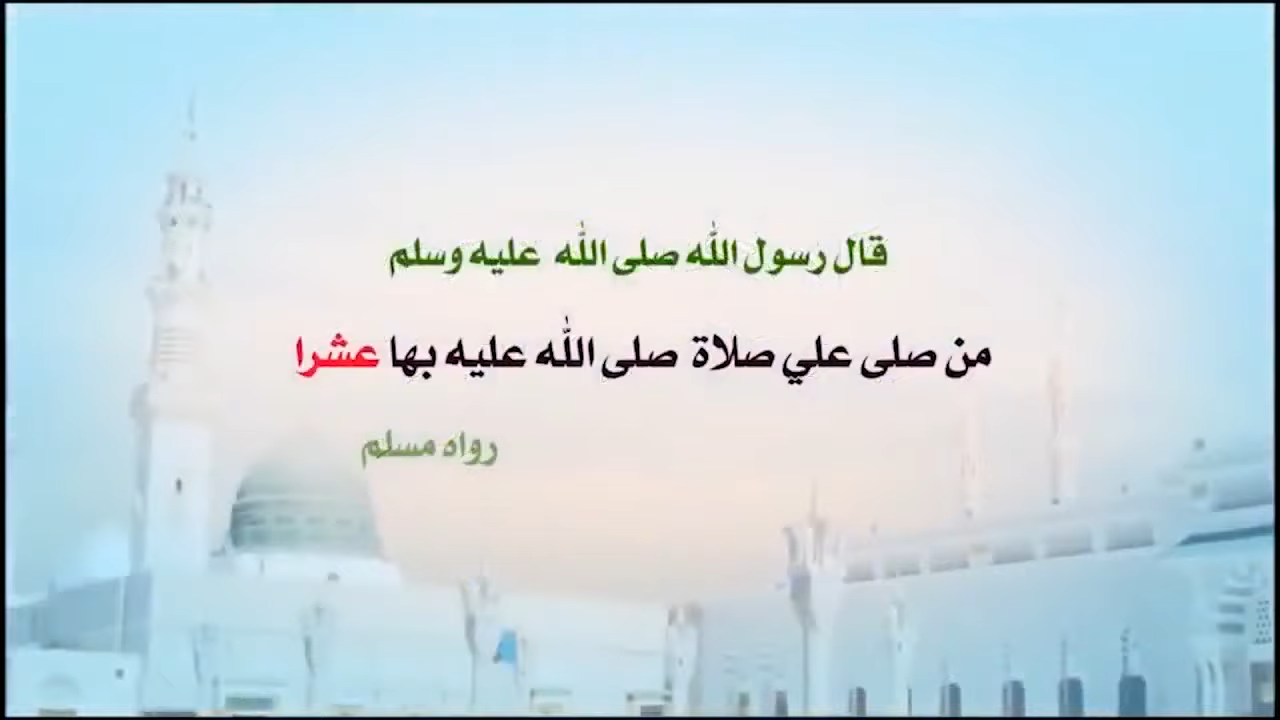 قال رسول الله صلى الله عليه وسلم
من صلى علي صلاة صلى الله عليه بها عشرا
رواه مسلم